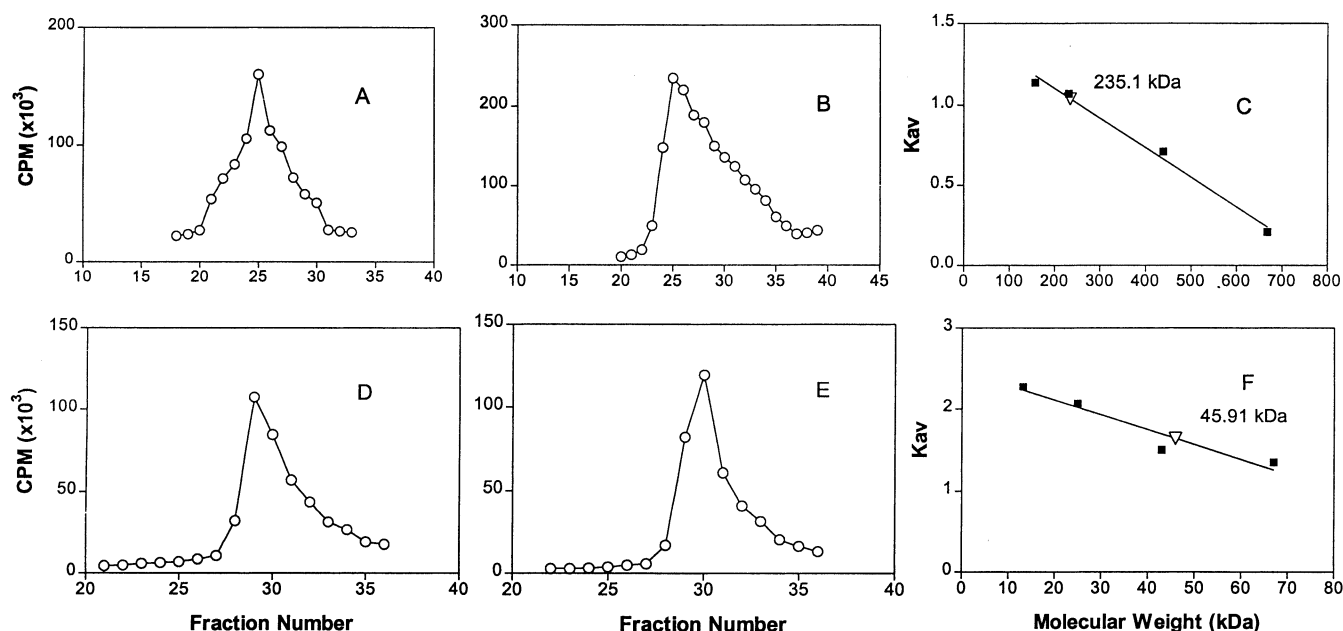 200
100
0
10 15 20 25 30 35 40
CPM (x10³)
A
300
200
100
0
10 15 20 25 30 35 40 45
B
1.5
1.0
0.5
0.0
0 100 200 300 400 500 600 700 800
Kav
235.1 kDa
C
150
100
50
0
20 25 30 35 40
CPM (x10³)
D
Fraction Number
150
100
50
0
20 25 30 35 40
E
Fraction Number
3
2
1
0
0 10 20 30 40 50 60 70 80
Kav
F
45.91 kDa
Molecular Weight (kDa)